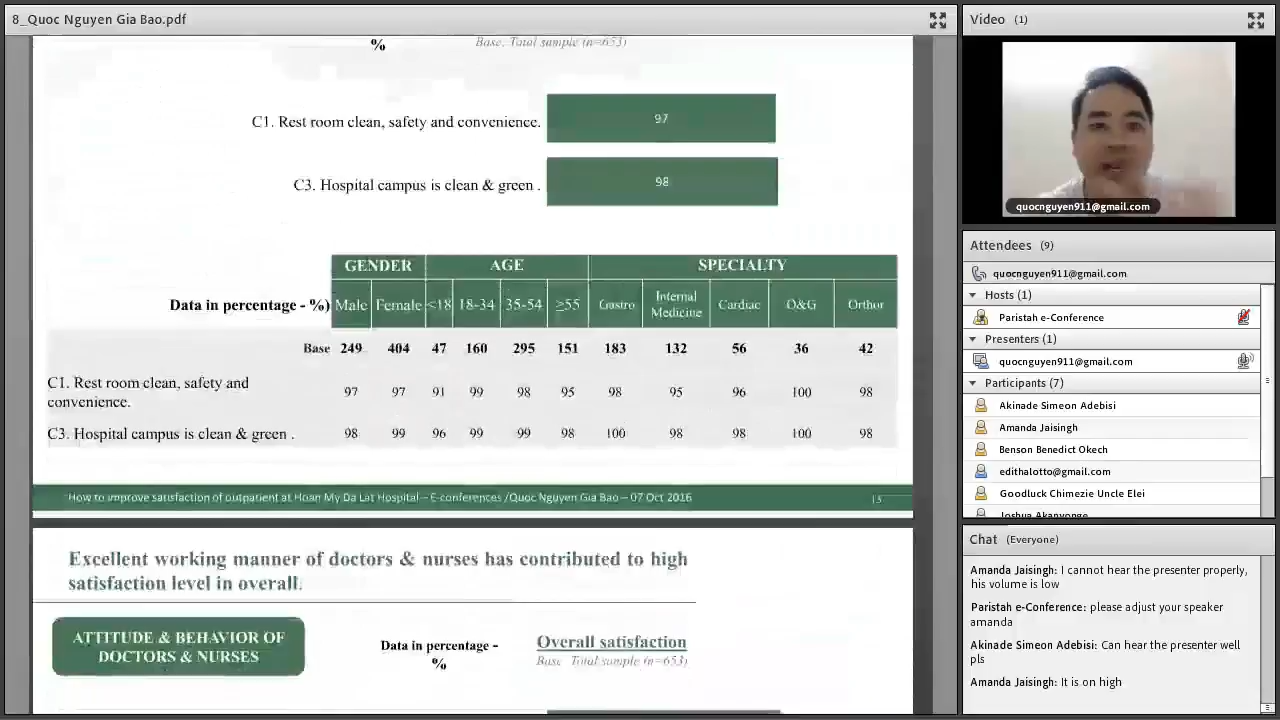 8_Quoc Nguyen Gia Bao.pdf
%
Base. Total sample (n=653)
C1. Rest room clean, safety and convenience.
97
C3. Hospital campus is clean & green .
98
GENDER AGE SPECIALTY
Data in percentage - %) Male Female <18 18-34 35-54 ≥55 Gastro Internal Medicine Cardiac O&G Orthor
Base 249 404 47 160 295 151 183 132 56 36 42
C1. Rest room clean, safety and
convenience.
97 97 91 99 98 95 98 95 96 100 98
C3. Hospital campus is clean & green . 98 99 96 99 99 98 100 98 98 100 98
How to improve satisfaction of outpatient at Hoan My Da Lat Hospital – E-conferences /Quoc Nguyen Gia Bao – 07 Oct 2016
13
Excellent working manner of doctors & nurses has contributed to high
satisfaction level in overall.
ATTITUDE & BEHAVIOR OF
DOCTORS & NURSES
Data in percentage -
%
Overall satisfaction
Base Total sample (n=653)
Video (1)
quocnguyen911@gmail.com
Attendees (9)
quocnguyen911@gmail.com
Hosts (1)
Paristah e-Conference
Presenters (1)
quocnguyen911@gmail.com
Participants (7)
Akinade Simeon Adebisi
Amanda Jaisingh
Benson Benedict Okech
edithalotto@gmail.com
Goodluck Chimezie Uncle Elei
Joshua Akanyonge
Chat (Everyone)
Amanda Jaisingh: I cannot hear the presenter properly,
his volume is low
Paristah e-Conference: please adjust your speaker
amanda
Akinade Simeon Adebisi: Can hear the presenter well
pls
Amanda Jaisingh: It is on high